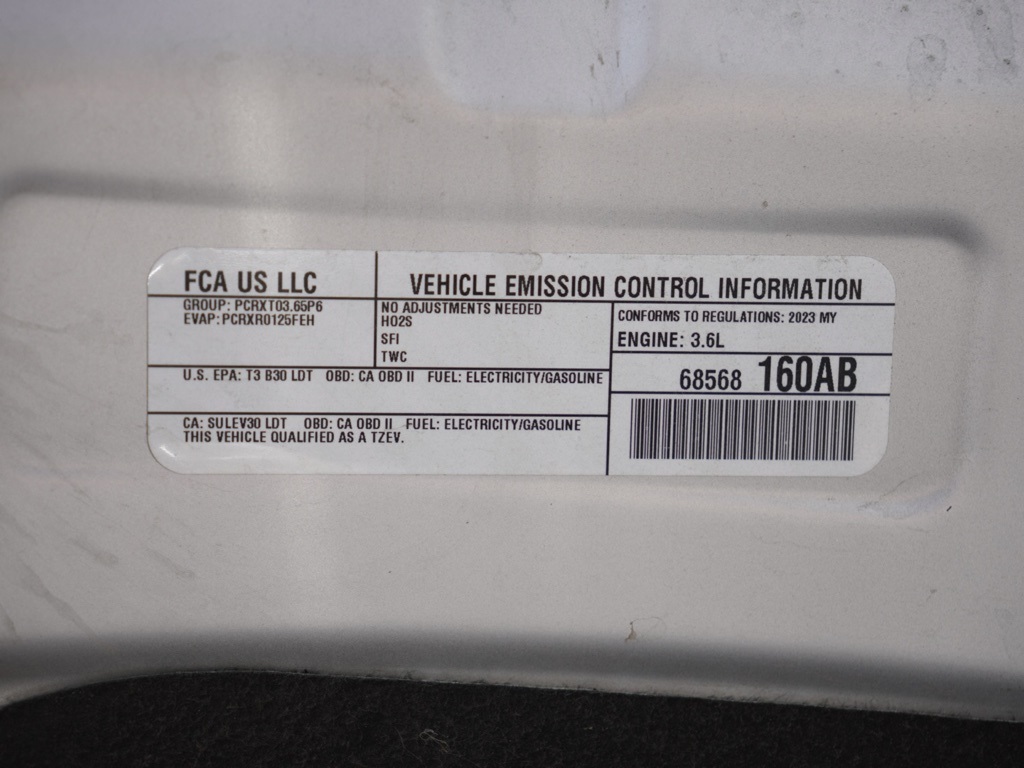 FCA US LLC
VEHICLE EMISSION CONTROL INFORMATION
GROUP: PCRXT03.65P6
EVAP: PCRXR0125FEH
NO ADJUSTMENTS NEEDED
HO2S
SFI
TWC
CONFORMS TO REGULATIONS: 2023 MY
ENGINE: 3.6L
68568 160AB
U.S. EPA: T3 B30 LDT OBD: CA OBD II FUEL: ELECTRICITY/GASOLINE
CA: SULEV30 LDT OBD: CA OBD II FUEL: ELECTRICITY/GASOLINE
THIS VEHICLE QUALIFIED AS A TZEV.